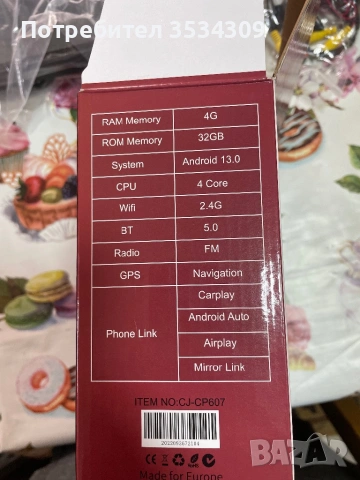 Потребител 3534309
RAM Memory 4G
ROM Memory 32GB
System Android 13.0
CPU 4 Core
Wifi 2.4G
BT 5.0
Radio FM
GPS Navigation
Phone Link
Carplay
Android Auto
Airplay
Mirror Link
ITEM NO:CJ-CP607
Made for Europe
bazar